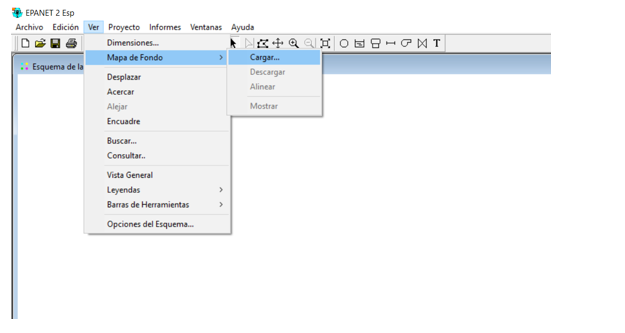 EPANET 2 Esp
Archivo Edición Ver Proyecto Informes Ventanas Ayuda
T
Esquema de la
Dimensiones...
Mapa de Fondo
Cargar...
Descargar
Alinear
Mostrar
Desplazar
Acercar
Alejar
Encuadre
Buscar...
Consultar..
Vista General
Leyendas
Barras de Herramientas
Opciones del Esquema...